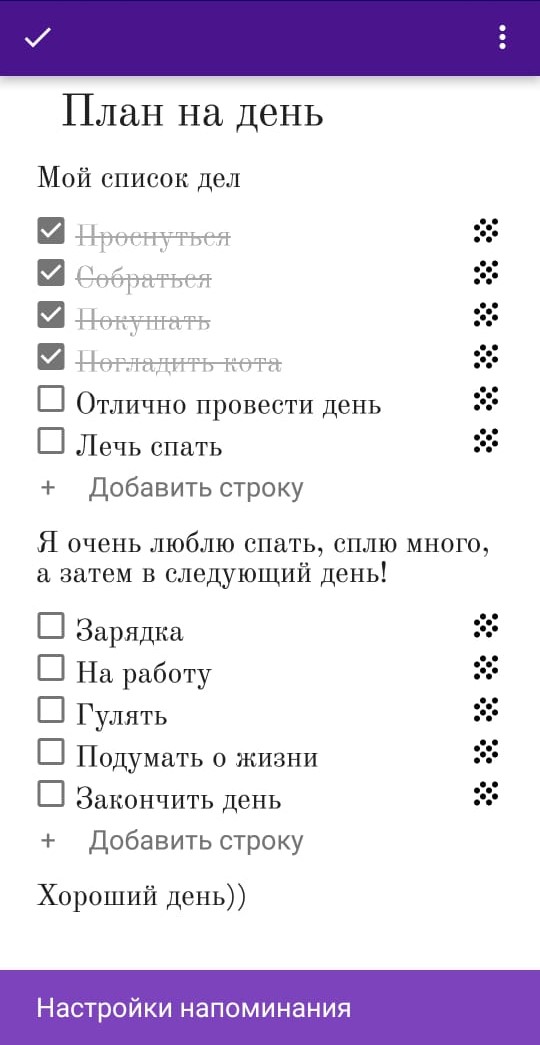 План на день
Мой список дел
Проснуться
Собраться
Покушать
Погладить кота
Отлично провести день
Лечь спать
+ Добавить строку
Я очень люблю спать, сплю много,
а затем в следующий день!
Зарядка
На работу
Гулять
Подумать о жизни
Закончить день
+ Добавить строку
Хороший день))
Настройки напоминания